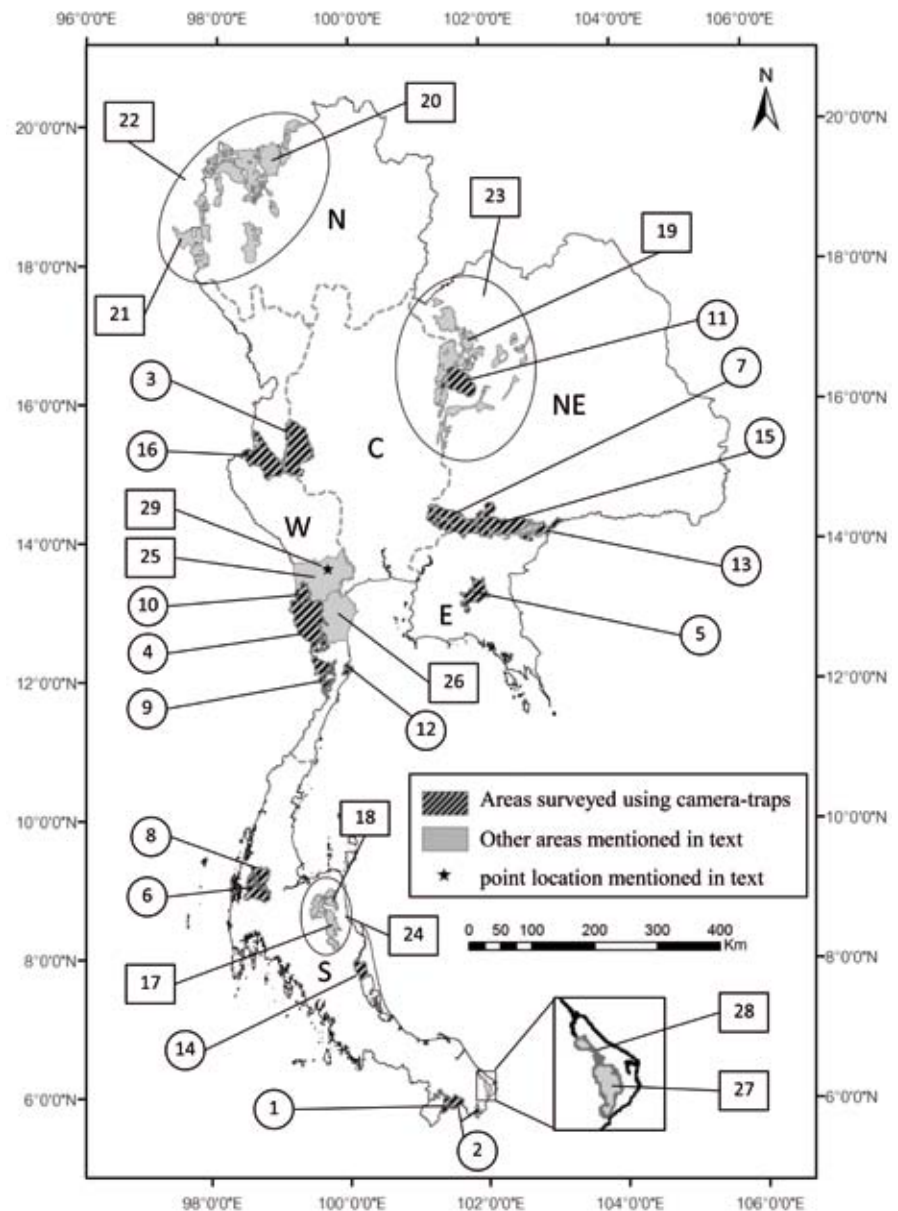 96°0'0"E 98°0'0"E 100°0'0"E 102°0'0"E 104°0'0"E 106°0'0"E
N
20
22
20°0'0"N 20°0'0"N
23
N
19
18°0'0"N 18°0'0"N
21
11
3
7
16°0'0"N NE 16°0'0"N
C
15
16
29
W
14°0'0"N 14°0'0"N
25
13
10
E
5
4
26
12°0'0"N 12°0'0"N
9
12
Areas surveyed using camera-traps
18
10°0'0"N 10°0'0"N
8
Other areas mentioned in text
6
point location mentioned in text
24
0 50 100 200 300 400
Km
17
8°0'0"N S 8°0'0"N
28
14
27
1
6°0'0"N 6°0'0"N
2
98°0'0"E 100°0'0"E 102°0'0"E 104°0'0"E 106°0'0"E